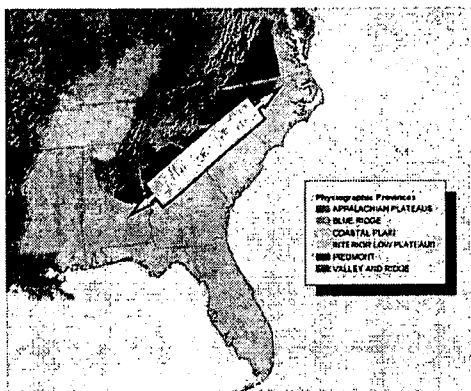 Physiographic Provinces
APPALACHIAN PLATEAUS
BLUE RIDGE
COASTAL PLAIN
INTERIOR LOW PLATEAUS
PIEDMONT
VALLEY AND RIDGE